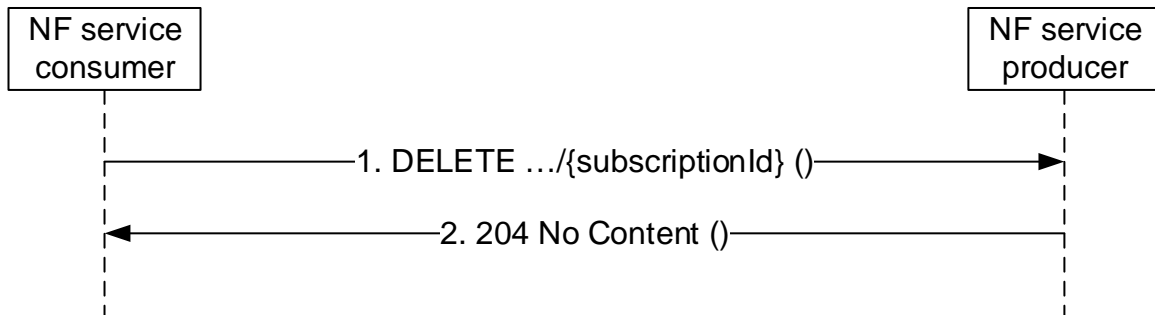 NF service
consumer
NF service
producer
1. DELETE …/{subscriptionId} ()
2. 204 No Content ()